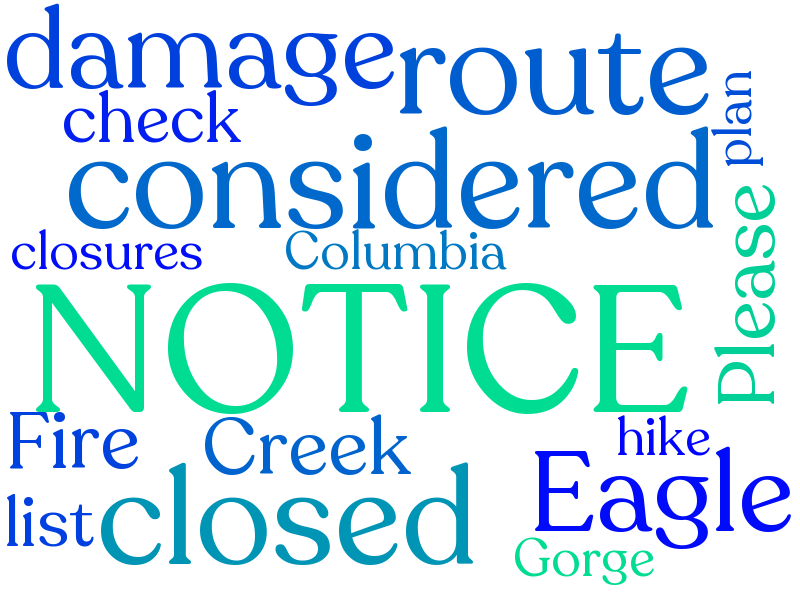 damage
route
check
plan
considered
Please
closures
Columbia
NOTICE
Fire
Creek
hike
Eagle
list
closed
Gorge